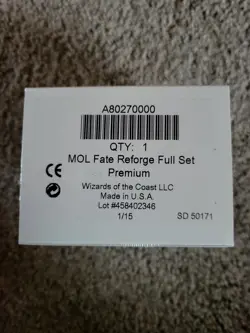 A80270000
QTY: 1
MOL Fate Reforge Full Set
Premium
Wizards of the Coast LLC
Made in U.S.A.
Lot #458402346
1/15 SD 50171